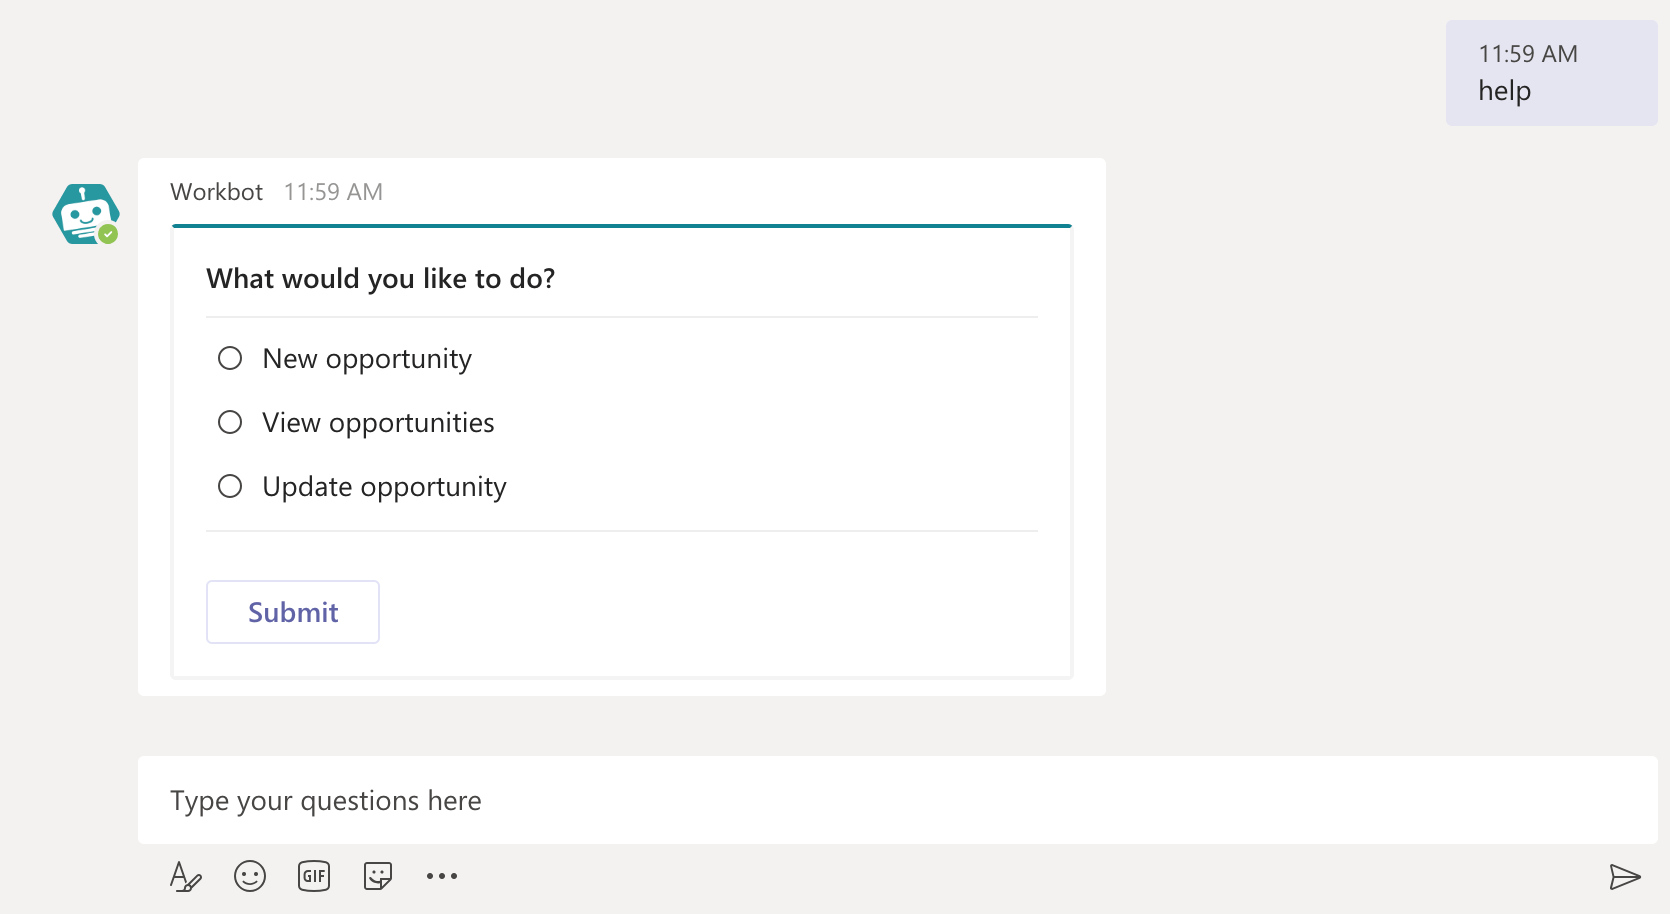 11:59 AM
help
Workbot 11:59 AM
What would you like to do?
New opportunity
View opportunities
Update opportunity
Submit
Type your questions here
GIF